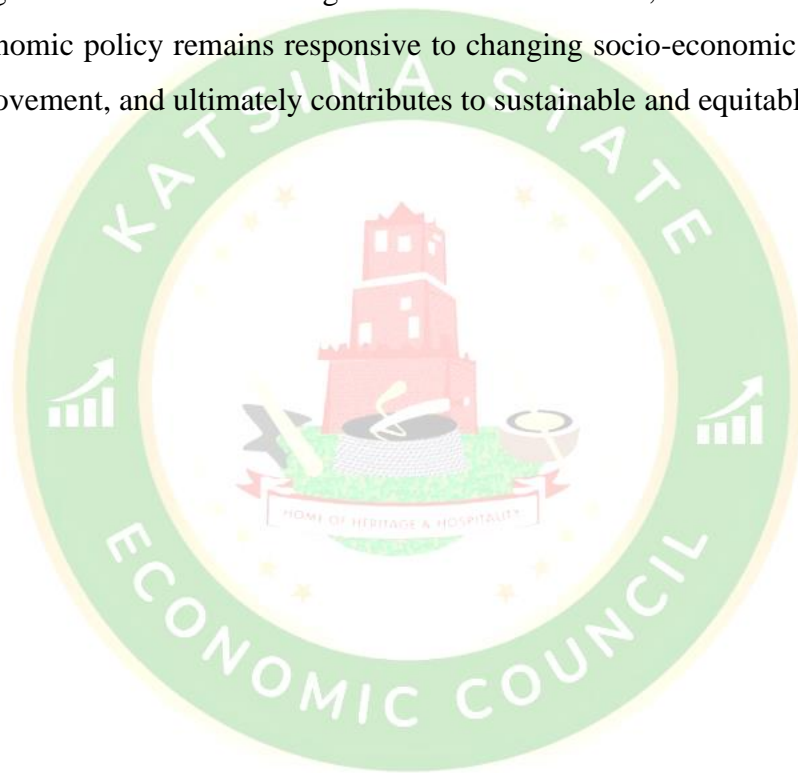 nomic policy remains responsive to changing socio-economic
ovement, and ultimately contributes to sustainable and equitabl
KATSINA STATE
HOME OF HERITAGE & HOSPITALITY
ECONOMIC COUNCIL